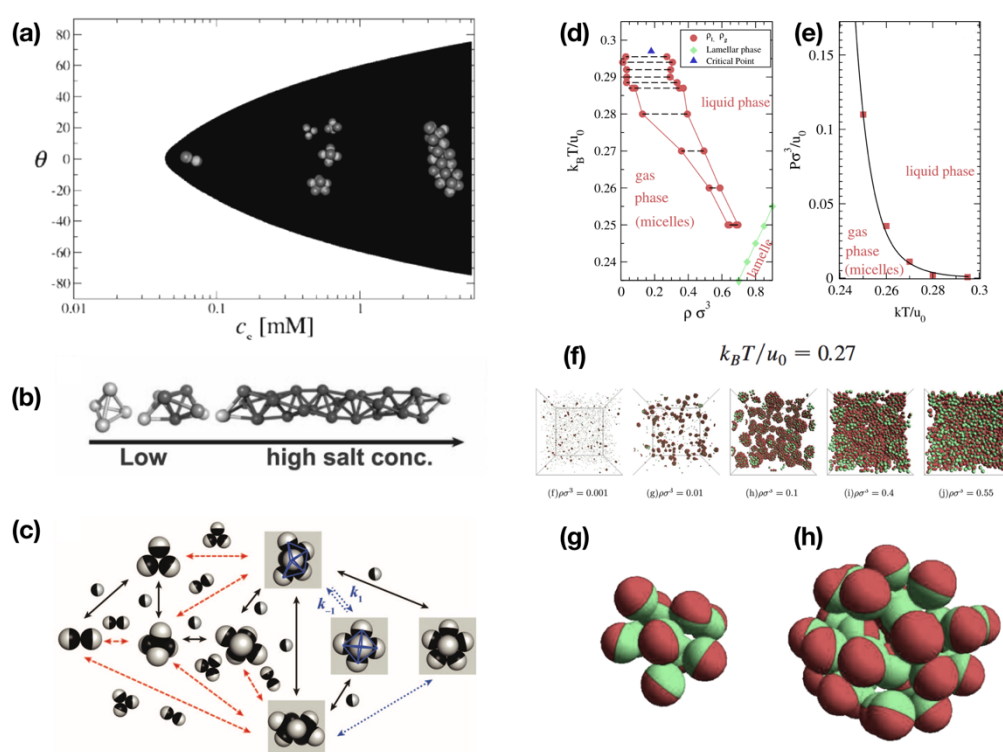 (a)
80
60
40
20
0
-20
-40
-60
-80
θ
0.01
0.1
1
c_s [mM]
(b)
Low
high salt conc.
(c)
k_1
k_{-1}
(d)
ρ_1, ρ_2
Lamellar phase
Critical Point
0.3
0.29
0.28
0.27
0.26
0.25
0.24
k_B T/u_0
liquid phase
gas
phase
(micelles)
lamelle
0
0.2
0.4
0.6
0.8
ρ σ^3
(e)
0.15
0.1
0.05
0
Pσ^3/u_0
liquid phase
gas
phase
(micelles)
0.24
0.26
0.28
0.3
kT/u_0
(f)
k_B T/u_0 = 0.27
(f)ρσ^3 = 0.001
(g)ρσ^3 = 0.01
(h)ρσ^3 = 0.1
(i)ρσ^3 = 0.4
(j)ρσ^3 = 0.55
(g)
(h)